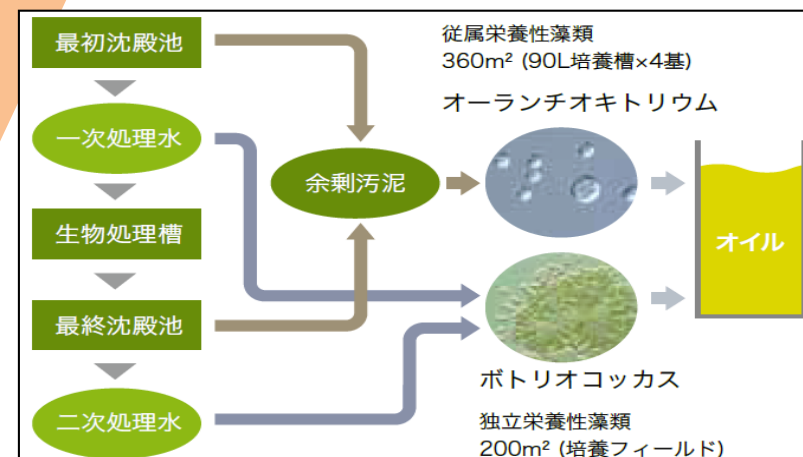 最初沈殿池
一次処理水
生物処理槽
最終沈殿池
二次処理水
余剰汚泥
従属栄養性藻類
360m² (90L培養槽×4基)
オーランチオキトリウム
オイル
ボトリオコッカス
独立栄養性藻類
200m² (培養フィールド)